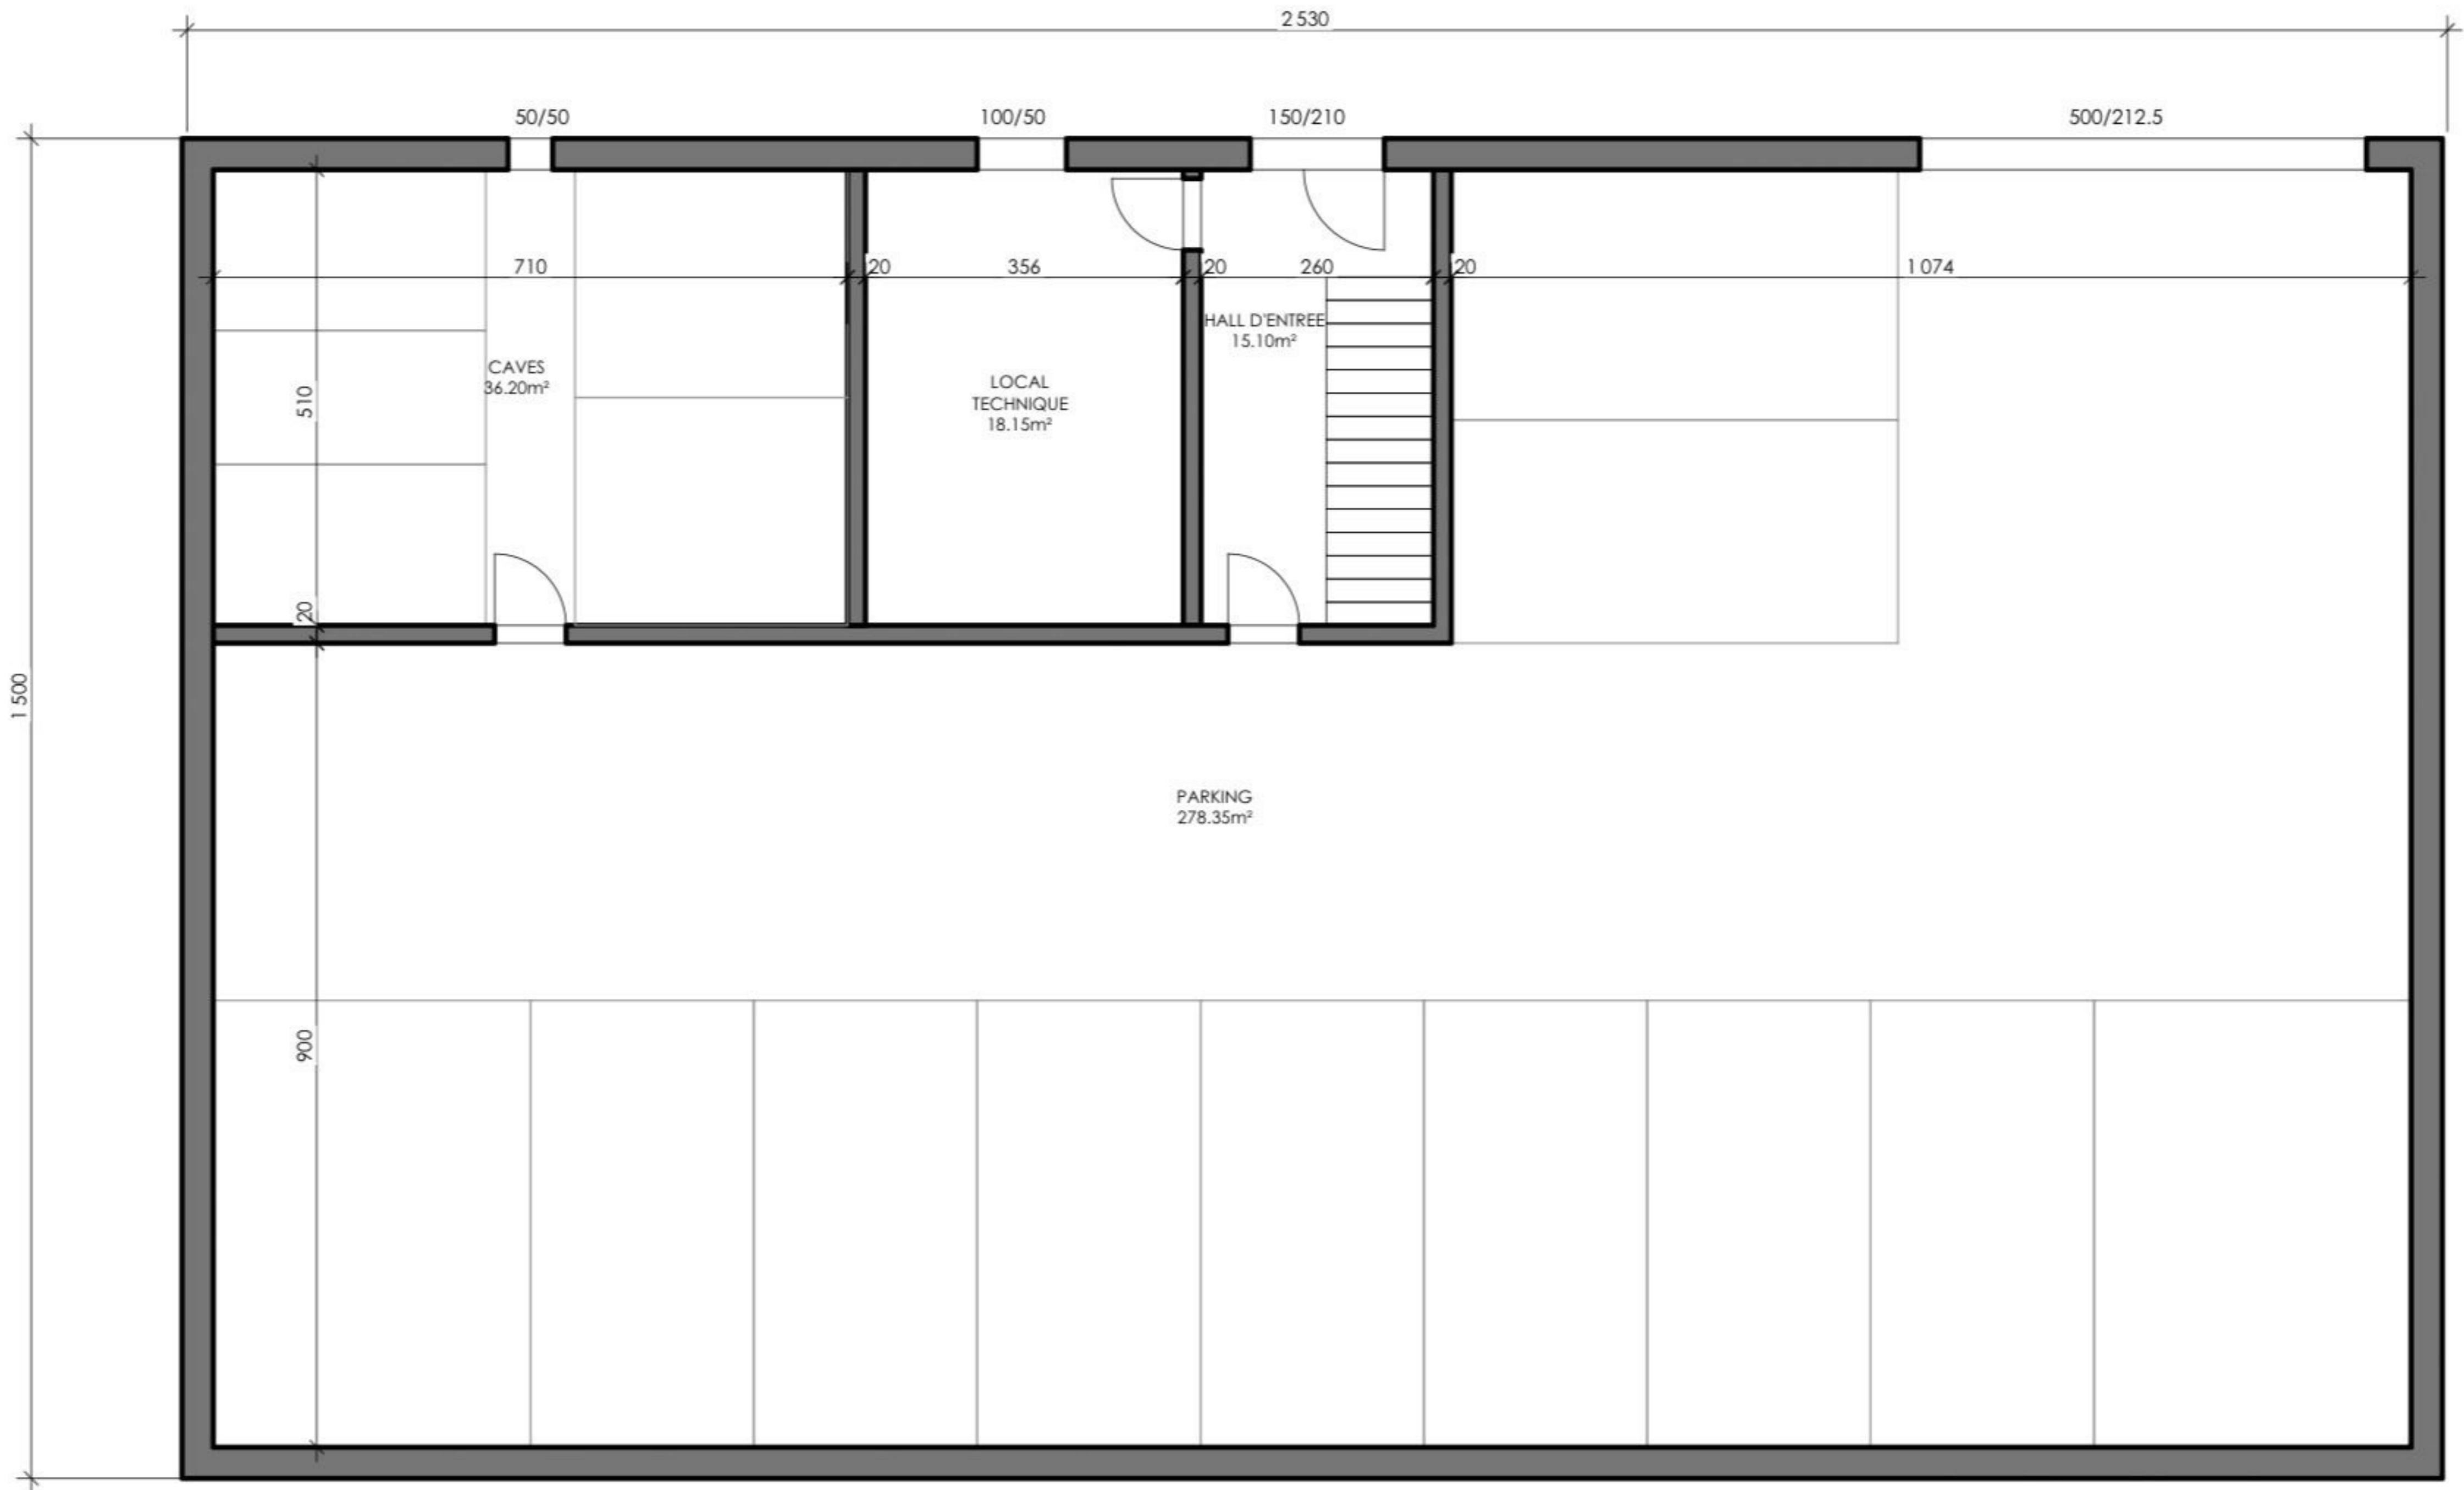 2 530
50/50
100/50
150/210
500/212.5
710
20
356
20
260
20
1 074
HALL D'ENTREE
15.10m²
CAVES
36.20m²
LOCAL
TECHNIQUE
18.15m²
510
20
1 500
PARKING
278.35m²
900